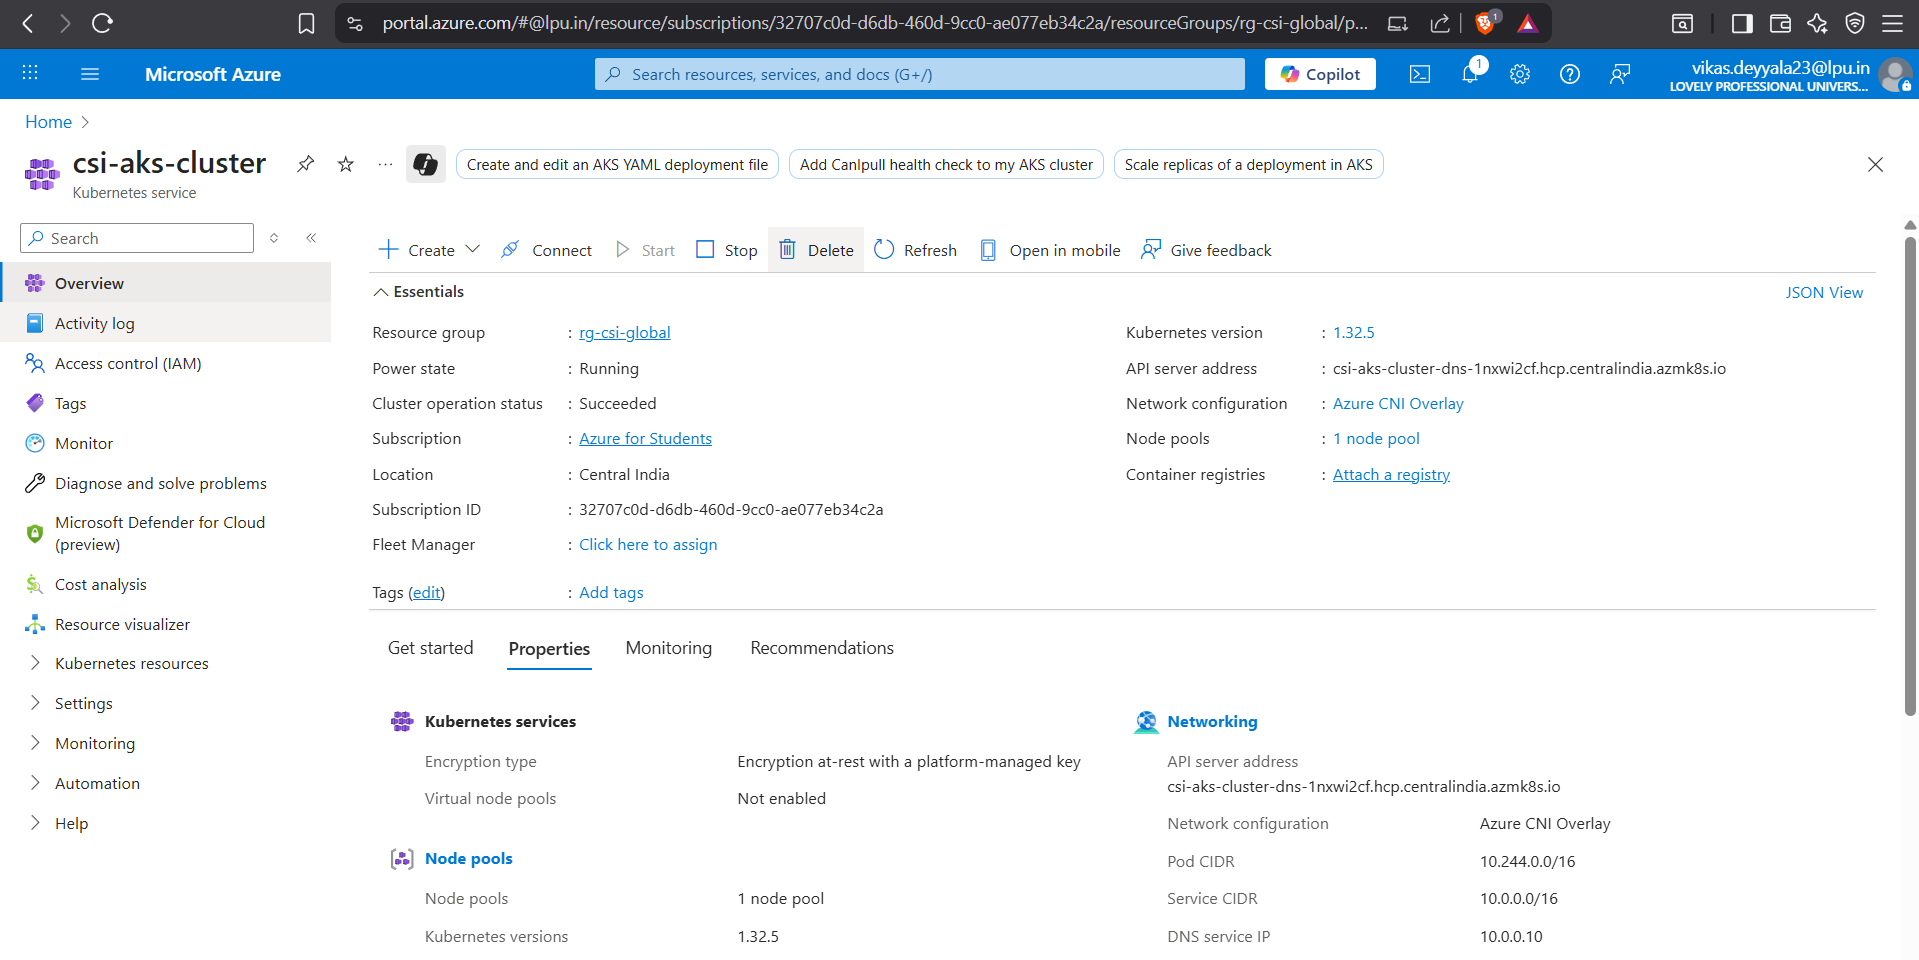 portal.azure.com/#@lpu.in/resource/subscriptions/32707c0d-d6db-460d-9cc0-ae077eb34c2a/resourceGroups/rg-csi-global/p...
1
Microsoft Azure
Search resources, services, and docs (G+/)
Copilot
1
vikas.deyyala23@lpu.in
LOVELY PROFESSIONAL UNIVERS...
Home
csi-aks-cluster
Kubernetes service
Create and edit an AKS YAML deployment file
Add CanIpull health check to my AKS cluster
Scale replicas of a deployment in AKS
Search
Overview
Activity log
Access control (IAM)
Tags
Monitor
Diagnose and solve problems
Microsoft Defender for Cloud
(preview)
Cost analysis
Resource visualizer
Kubernetes resources
Settings
Monitoring
Automation
Help
Create
Connect
Start
Stop
Delete
Refresh
Open in mobile
Give feedback
Essentials
JSON View
Resource group : rg-csi-global
Power state : Running
Cluster operation status : Succeeded
Subscription : Azure for Students
Location : Central India
Subscription ID : 32707c0d-d6db-460d-9cc0-ae077eb34c2a
Fleet Manager : Click here to assign
Kubernetes version : 1.32.5
API server address : csi-aks-cluster-dns-1nxwi2cf.hcp.centralindia.azmk8s.io
Network configuration : Azure CNI Overlay
Node pools : 1 node pool
Container registries : Attach a registry
Tags (edit) : Add tags
Get started
Properties
Monitoring
Recommendations
Kubernetes services
Encryption type Encryption at-rest with a platform-managed key
Virtual node pools Not enabled
Node pools
Node pools 1 node pool
Kubernetes versions 1.32.5
Networking
API server address
csi-aks-cluster-dns-1nxwi2cf.hcp.centralindia.azmk8s.io
Network configuration Azure CNI Overlay
Pod CIDR 10.244.0.0/16
Service CIDR 10.0.0.0/16
DNS service IP 10.0.0.10